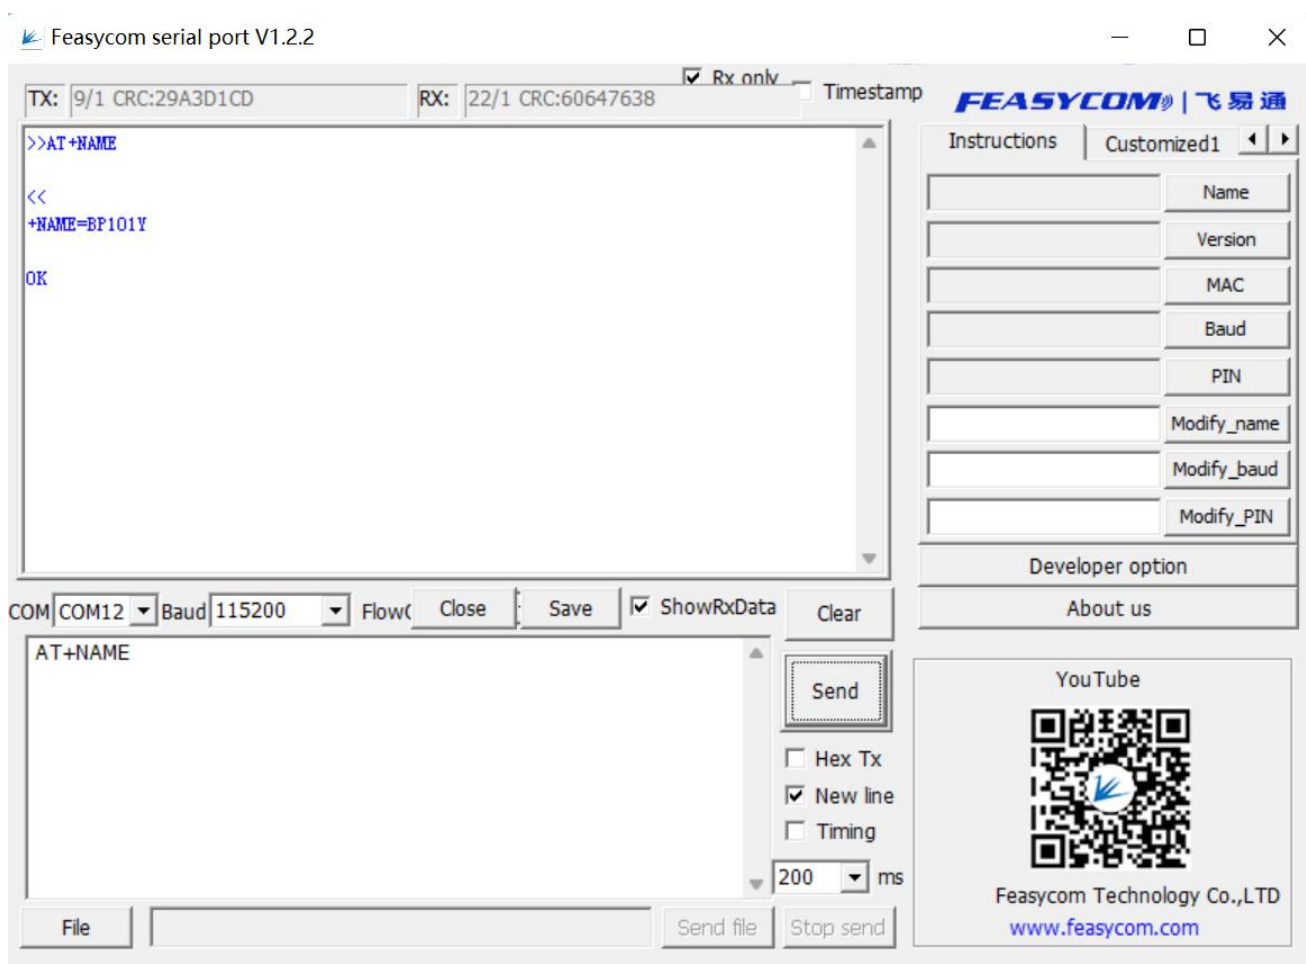 Feasycom serial port V1.2.2
Rx only
Timestamp
TX: 9/1 CRC:29A3D1CD
RX: 22/1 CRC:60647638
FEASYCOM | 飞易通
>>AT+NAME
<<
+NAME=BP101Y
OK
Instructions
Customized1
Name
Version
MAC
Baud
PIN
Modify_name
Modify_baud
Modify_PIN
Developer option
About us
COM COM12 Baud 115200 Close Save ShowRxData Clear
AT+NAME
Send
Hex Tx
New line
Timing
200 ms
File
Send file
Stop send
YouTube
Feasycom Technology Co.,LTD
www.feasycom.com